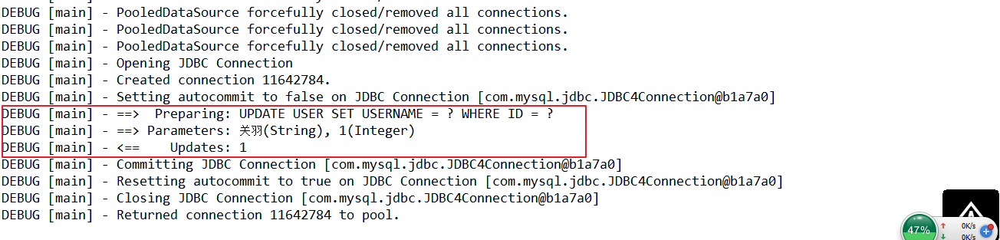 DEBUG [main] - PooledDataSource forcefully closed/removed all connections.
DEBUG [main] - PooledDataSource forcefully closed/removed all connections.
DEBUG [main] - PooledDataSource forcefully closed/removed all connections.
DEBUG [main] - Opening JDBC Connection
DEBUG [main] - Created connection 11642784.
DEBUG [main] - Setting autocommit to false on JDBC Connection [com.mysql.jdbc.JDBC4Connection@b1a7a0]
DEBUG [main] - ==>  Preparing: UPDATE USER SET USERNAME = ? WHERE ID = ?
DEBUG [main] - ==> Parameters: 关羽(String), 1(Integer)
DEBUG [main] - <==    Updates: 1
DEBUG [main] - Committing JDBC Connection [com.mysql.jdbc.JDBC4Connection@b1a7a0]
DEBUG [main] - Resetting autocommit to true on JDBC Connection [com.mysql.jdbc.JDBC4Connection@b1a7a0]
DEBUG [main] - Closing JDBC Connection [com.mysql.jdbc.JDBC4Connection@b1a7a0]
DEBUG [main] - Returned connection 11642784 to pool.
47%
0K/s
0K/s